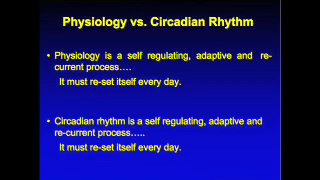 Physiology vs. Circadian Rhythm
• Physiology is a self regulating, adaptive and re-
current process….
It must re-set itself every day.
• Circadian rhythm is a self regulating, adaptive and
re-current process…..
It must re-set itself every day.